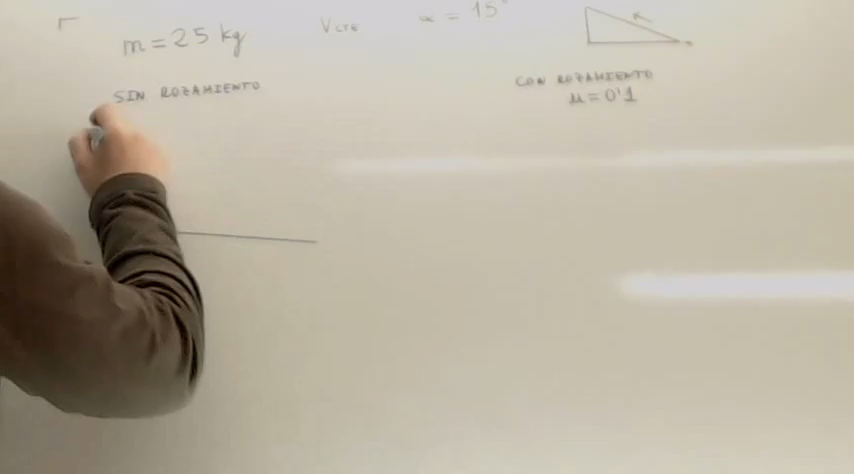 m = 25 kg Vcte α = 15°
SIN ROZAMIENTO CON ROZAMIENTO
μ = 0'1